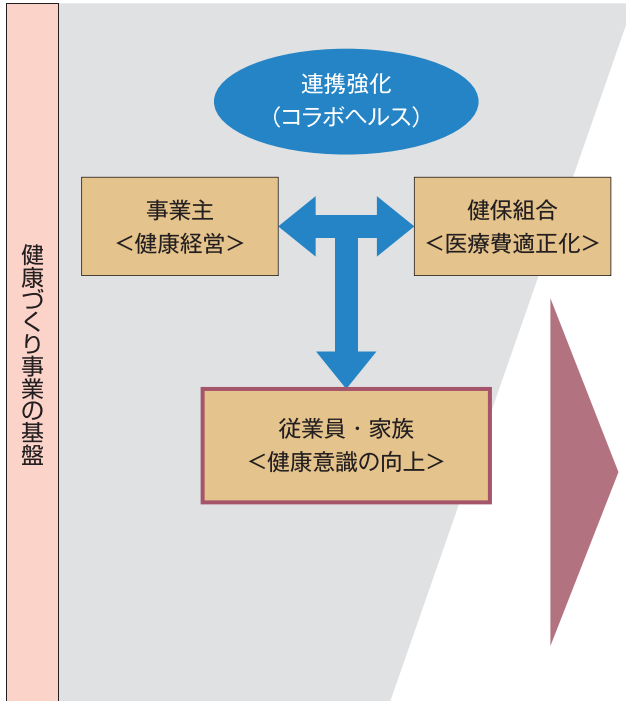 連携強化
（コラボヘルス）
事業主
＜健康経営＞
健保組合
＜医療費適正化＞
健康づくり事業の基盤
従業員・家族
＜健康意識の向上＞